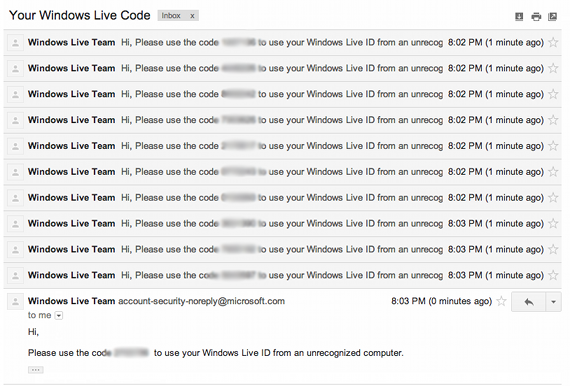 Your Windows Live Code Inbox x
Windows Live Team Hi, Please use the code to use your Windows Live ID from an unrecog 8:02 PM (1 minute ago)
Windows Live Team Hi, Please use the code to use your Windows Live ID from an unrecog 8:02 PM (1 minute ago)
Windows Live Team Hi, Please use the code to use your Windows Live ID from an unrecog 8:02 PM (1 minute ago)
Windows Live Team Hi, Please use the code to use your Windows Live ID from an unrecog 8:02 PM (1 minute ago)
Windows Live Team Hi, Please use the code to use your Windows Live ID from an unrecog 8:02 PM (1 minute ago)
Windows Live Team Hi, Please use the code to use your Windows Live ID from an unrecog 8:02 PM (1 minute ago)
Windows Live Team Hi, Please use the code to use your Windows Live ID from an unrecog 8:02 PM (1 minute ago)
Windows Live Team Hi, Please use the code to use your Windows Live ID from an unrecog 8:03 PM (1 minute ago)
Windows Live Team Hi, Please use the code to use your Windows Live ID from an unrecog 8:03 PM (1 minute ago)
Windows Live Team Hi, Please use the code to use your Windows Live ID from an unrecog 8:03 PM (1 minute ago)
Windows Live Team account-security-noreply@microsoft.com 8:03 PM (0 minutes ago)
to me
Hi,
Please use the code to use your Windows Live ID from an unrecognized computer.